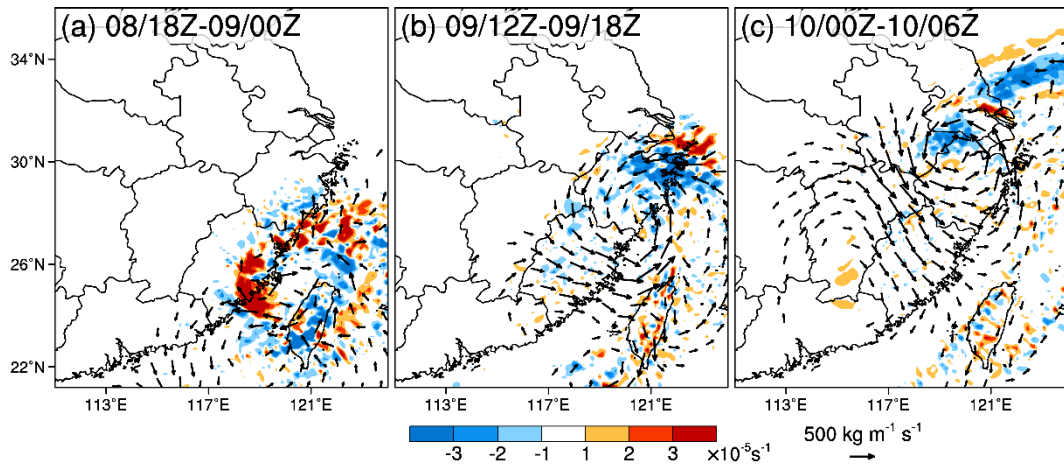 (a) 08/18Z-09/00Z
(b) 09/12Z-09/18Z
(c) 10/00Z-10/06Z
34°N
30°N
26°N
22°N
113°E 117°E 121°E
113°E 117°E 121°E
113°E 117°E 121°E
-3 -2 -1 1 2 3 ×10⁻⁵s⁻¹
500 kg m⁻¹ s⁻¹